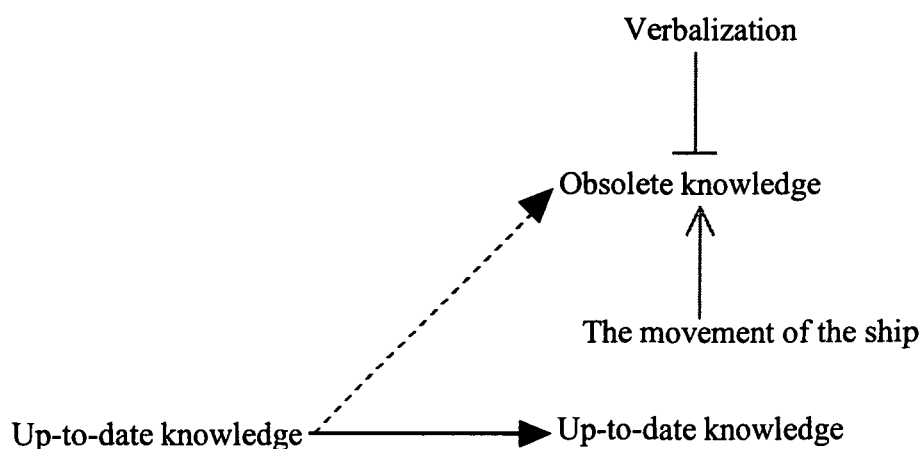 Verbalization
Obsolete knowledge
The movement of the ship
Up-to-date knowledge
Up-to-date knowledge